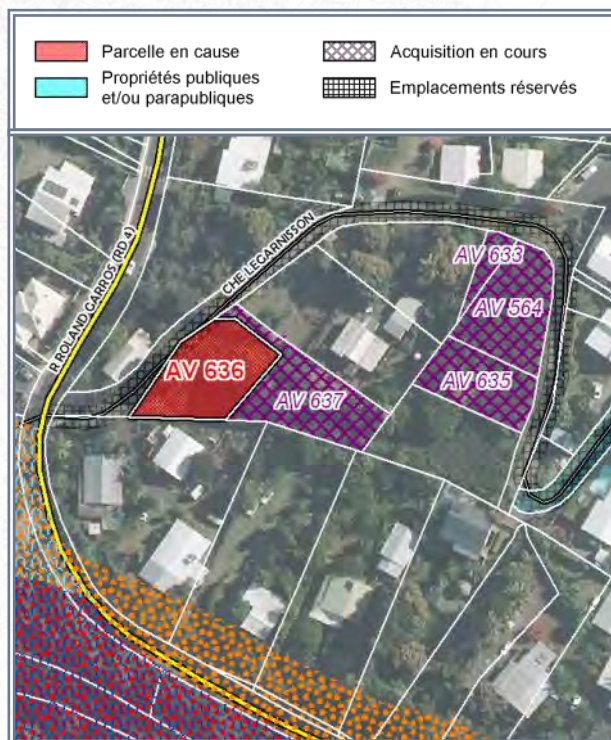 Parcelle en cause
Acquisition en cours
Propriétés publiques
et/ou parapubliques
Emplacements réservés
R ROLAND GARROS (RD 4)
CHE LEGARNISSON
AV 633
AV 564
AV 636
AV 635
AV 637